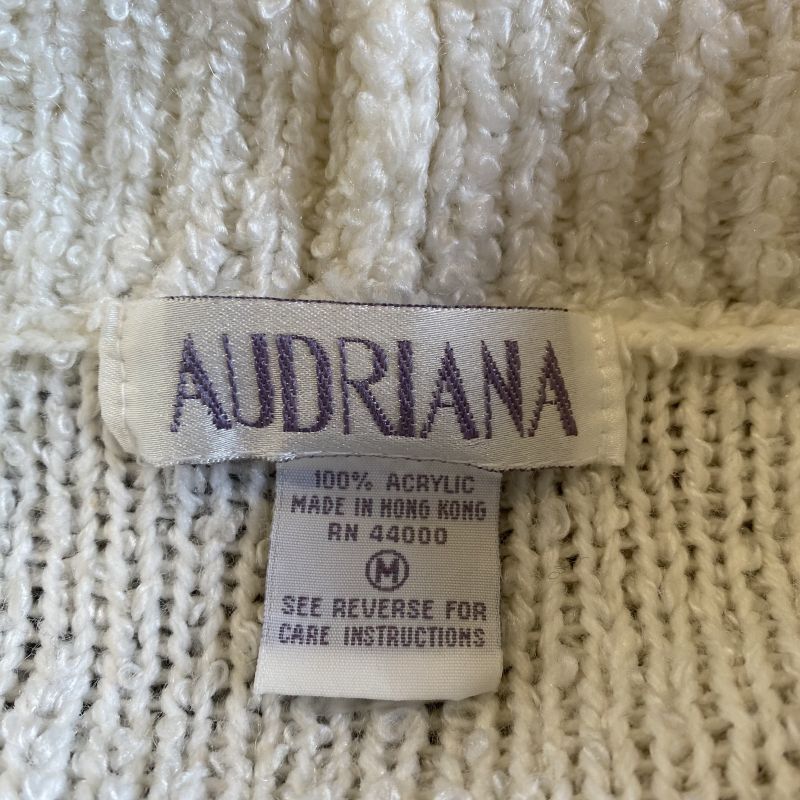 AUDRIANA
100% ACRYLIC
MADE IN HONG KONG
RN 44000
M
SEE REVERSE FOR
CARE INSTRUCTIONS